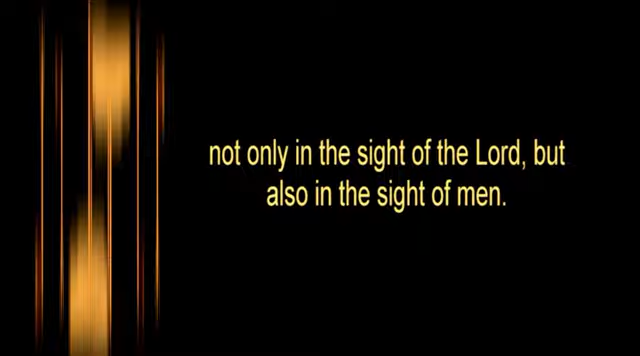 not only in the sight of the Lord, but
also in the sight of men.